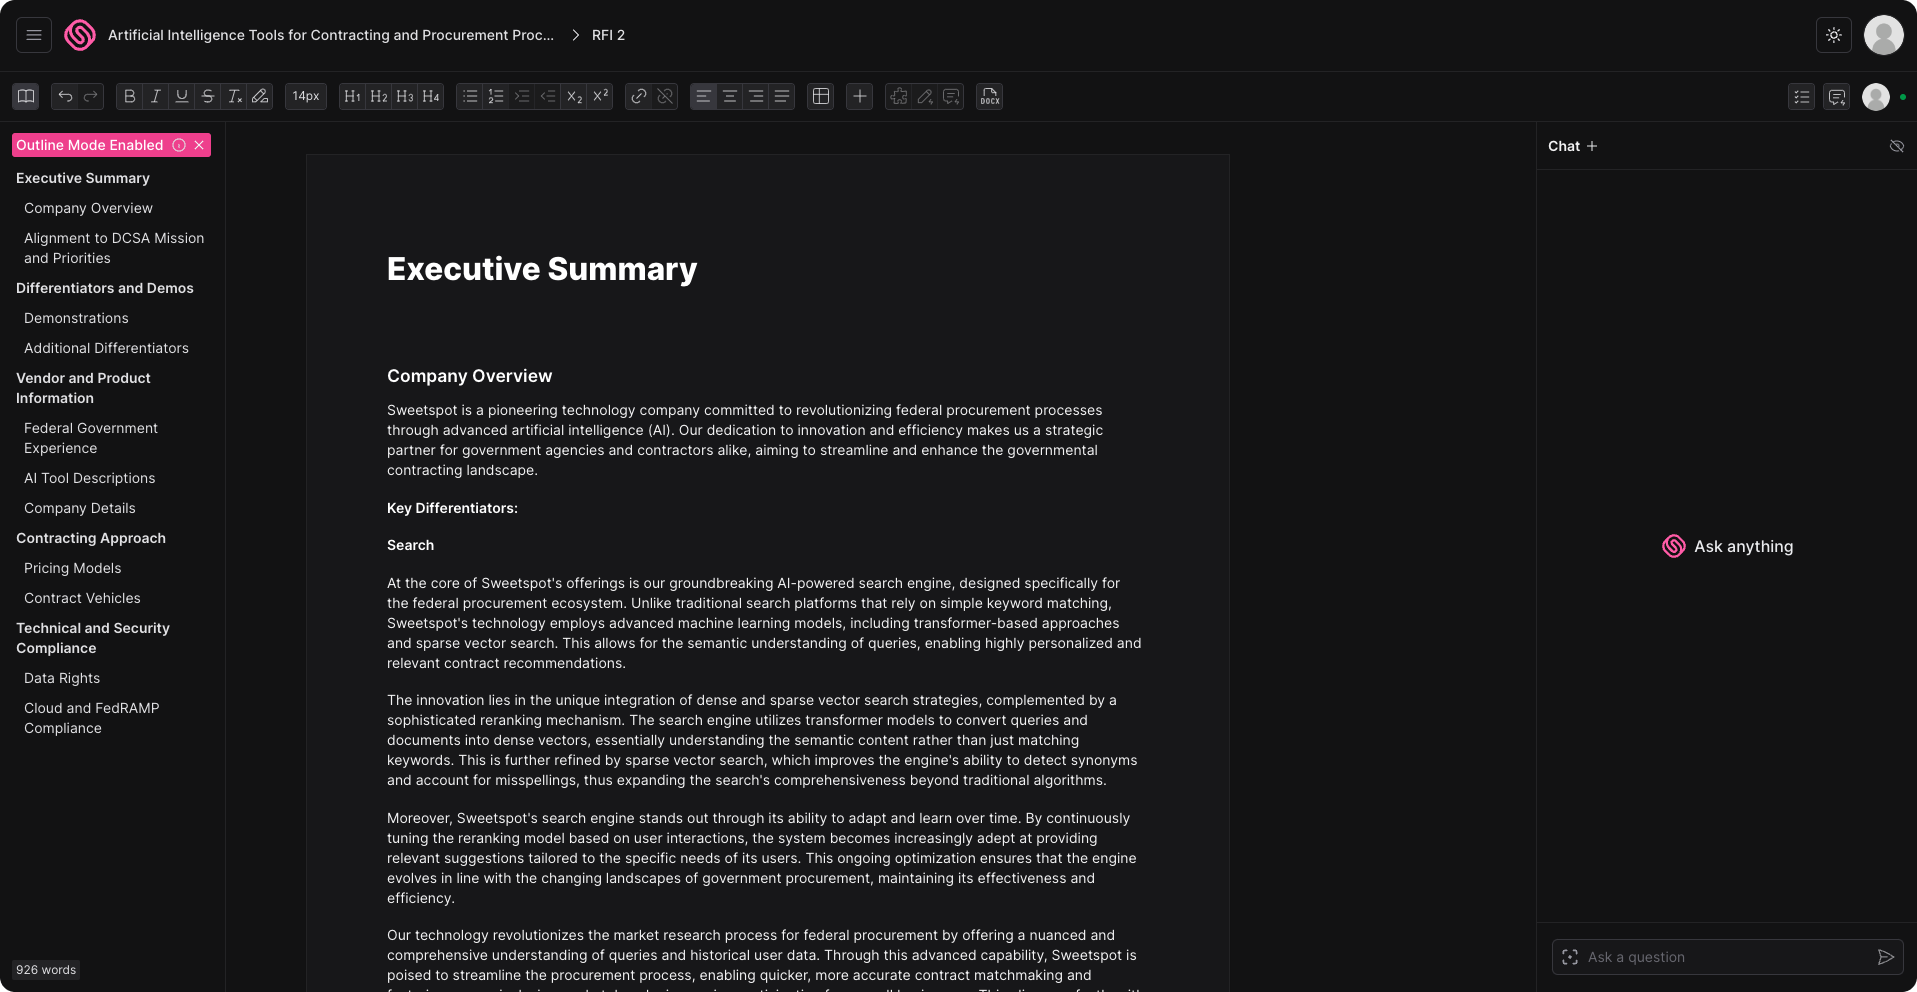 Artificial Intelligence Tools for Contracting and Procurement Proc... > RFI 2
B I U S Tx 14px H1 H2 H3 H4 X2 X² DOCX
Outline Mode Enabled
Executive Summary
Company Overview
Alignment to DCSA Mission
and Priorities
Differentiators and Demos
Demonstrations
Additional Differentiators
Vendor and Product
Information
Federal Government
Experience
AI Tool Descriptions
Company Details
Contracting Approach
Pricing Models
Contract Vehicles
Technical and Security
Compliance
Data Rights
Cloud and FedRAMP
Compliance
926 words
Executive Summary
Company Overview
Sweetspot is a pioneering technology company committed to revolutionizing federal procurement processes
through advanced artificial intelligence (AI). Our dedication to innovation and efficiency makes us a strategic
partner for government agencies and contractors alike, aiming to streamline and enhance the governmental
contracting landscape.
Key Differentiators:
Search
At the core of Sweetspot's offerings is our groundbreaking AI-powered search engine, designed specifically for
the federal procurement ecosystem. Unlike traditional search platforms that rely on simple keyword matching,
Sweetspot's technology employs advanced machine learning models, including transformer-based approaches
and sparse vector search. This allows for the semantic understanding of queries, enabling highly personalized and
relevant contract recommendations.
The innovation lies in the unique integration of dense and sparse vector search strategies, complemented by a
sophisticated reranking mechanism. The search engine utilizes transformer models to convert queries and
documents into dense vectors, essentially understanding the semantic content rather than just matching
keywords. This is further refined by sparse vector search, which improves the engine's ability to detect synonyms
and account for misspellings, thus expanding the search's comprehensiveness beyond traditional algorithms.
Moreover, Sweetspot's search engine stands out through its ability to adapt and learn over time. By continuously
tuning the reranking model based on user interactions, the system becomes increasingly adept at providing
relevant suggestions tailored to the specific needs of its users. This ongoing optimization ensures that the engine
evolves in line with the changing landscapes of government procurement, maintaining its effectiveness and
efficiency.
Our technology revolutionizes the market research process for federal procurement by offering a nuanced and
comprehensive understanding of queries and historical user data. Through this advanced capability, Sweetspot is
poised to streamline the procurement process, enabling quicker, more accurate contract matchmaking and
Chat +
Ask anything
Ask a question